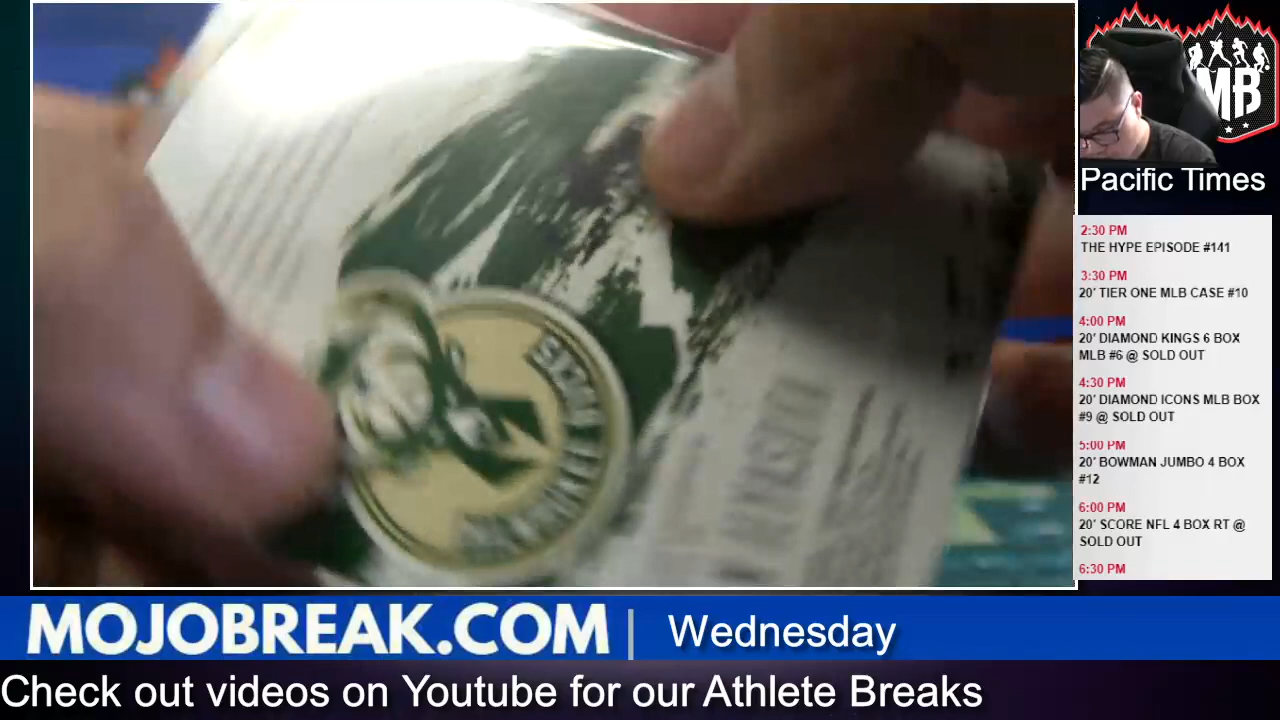 MB
Pacific Times
2:30 PM
THE HYPE EPISODE #141
3:30 PM
20' TIER ONE MLB CASE #10
4:00 PM
20' DIAMOND KINGS 6 BOX
MLB #6 @ SOLD OUT
4:30 PM
20' DIAMOND ICONS MLB BOX
#9 @ SOLD OUT
5:00 PM
20' BOWMAN JUMBO 4 BOX
#12
6:00 PM
20' SCORE NFL 4 BOX RT @
SOLD OUT
6:30 PM
MOJOBREAK.COM | Wednesday
Check out videos on Youtube for our Athlete Breaks